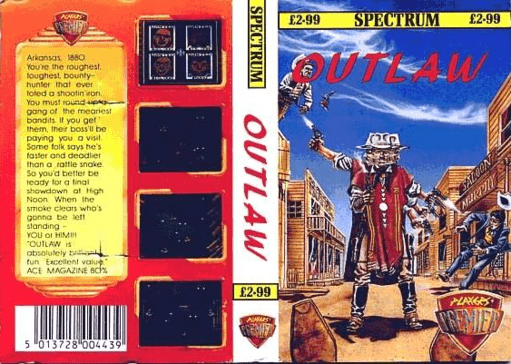 PLAYERS
PREMIER
Arkansas, 1880
You're the roughest,
toughest, bounty-
hunter that ever
toted a shootin' iron.
You must round up a
gang of the meanest
bandits. If you get
them, their boss'll be
paying you a visit.
Some folk says he's
faster and deadlier
than a rattle snake.
So you'd better be
ready for a final
showdown at High
Noon. When the
smoke clears who's
gonna be left
standing -
YOU or HIM!!!
"OUTLAW is
absolutely brilliant
fun. Excellent value."
ACE MAGAZINE 80%
5 013728 004439
SPECTRUM
OUTLAW
£2-99
£2-99 SPECTRUM £2-99
OUTLAW
SALOON
PLAYERS
PREMIER